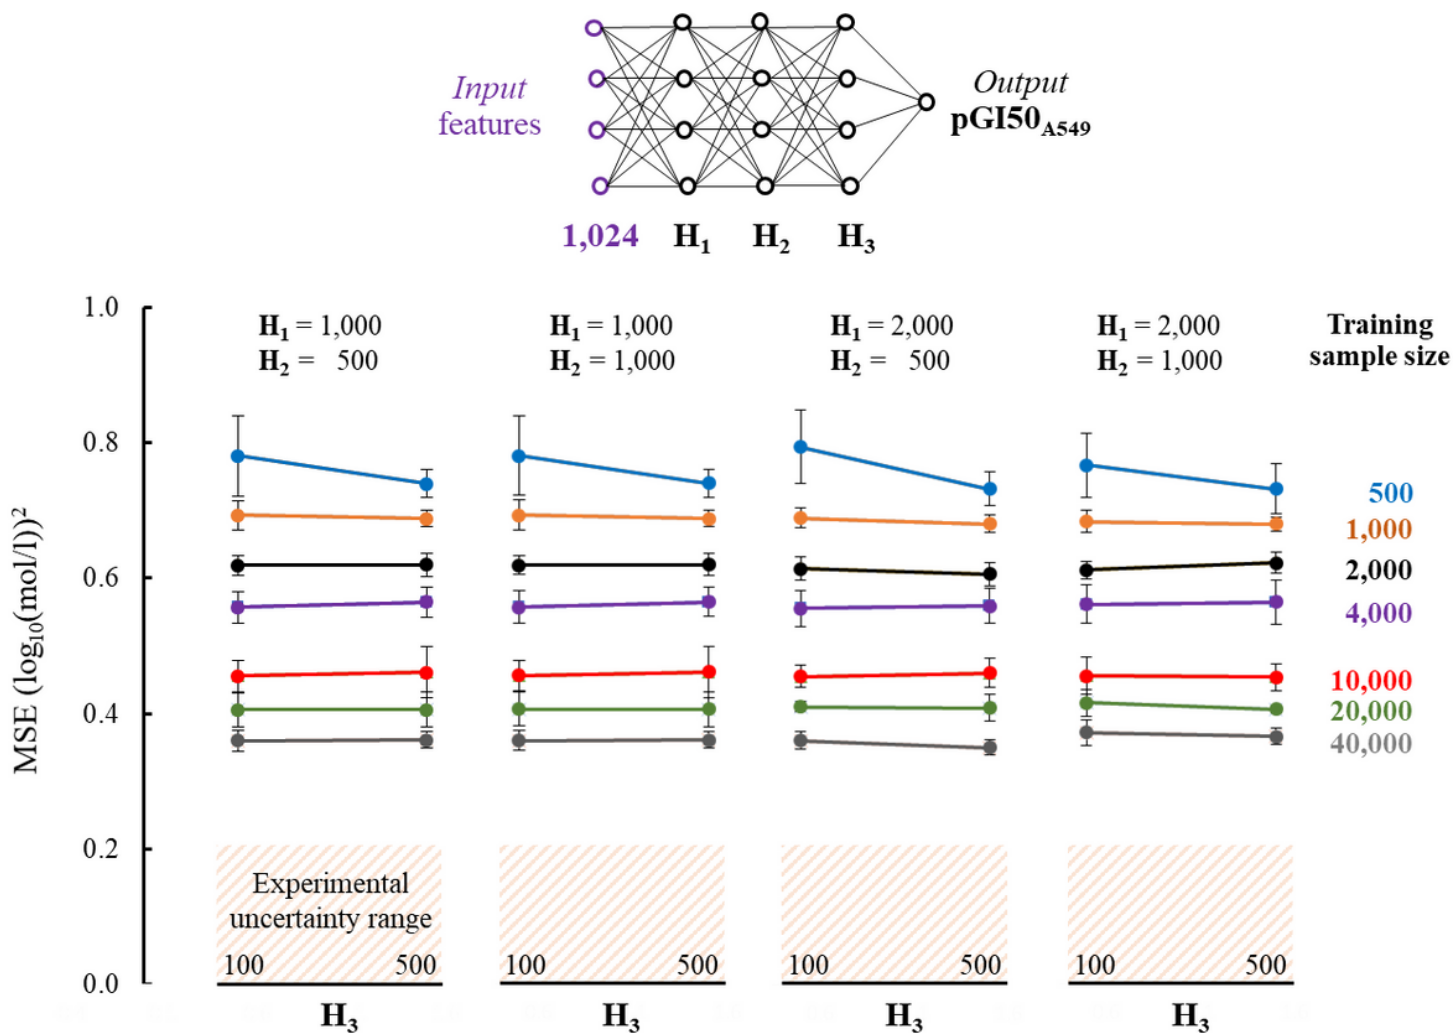 Input
features
Output
pGI50A549
1,024 H1 H2 H3
1.0
0.8
0.6
0.4
0.2
0.0
MSE (log10(mol/l))2
H1 = 1,000
H2 = 500
H1 = 1,000
H2 = 1,000
H1 = 2,000
H2 = 500
H1 = 2,000
H2 = 1,000
Training
sample size
500
1,000
2,000
4,000
10,000
20,000
40,000
Experimental
uncertainty range
100 500 100 500 100 500 100 500
H3 H3 H3 H3